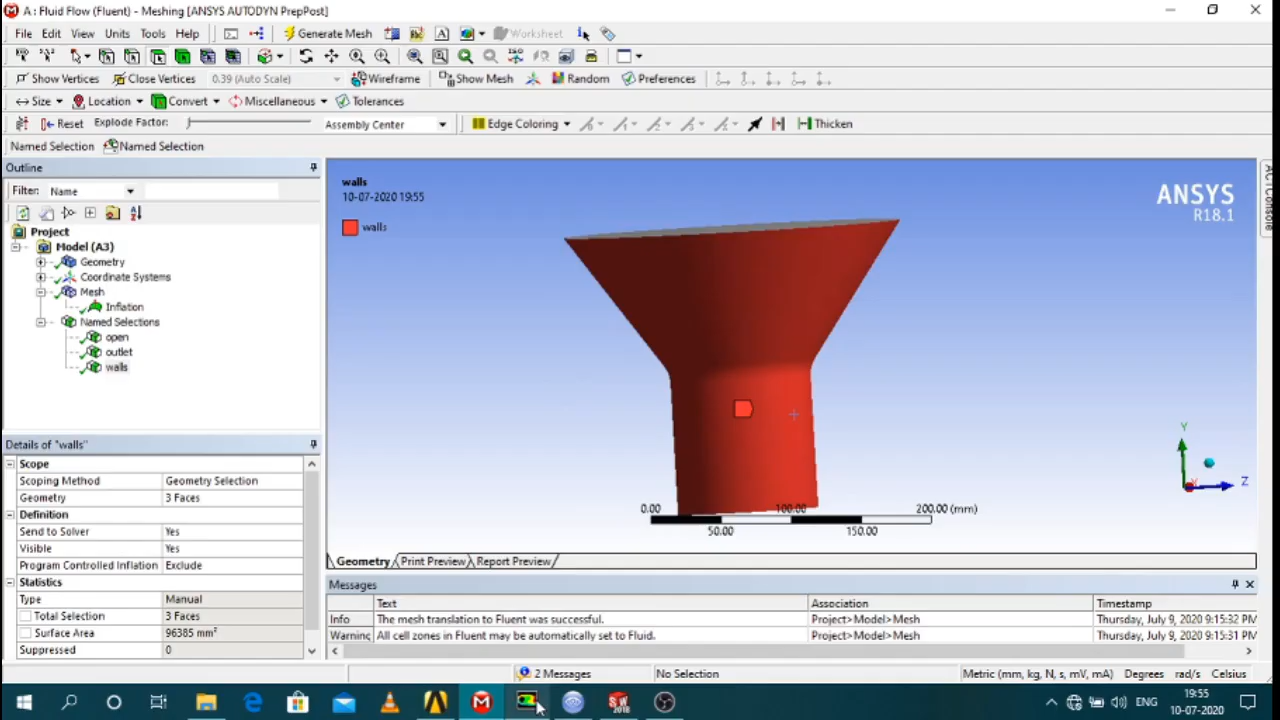 A : Fluid Flow (Fluent) - Meshing [ANSYS AUTODYN PrepPost]
File Edit View Units Tools Help Generate Mesh Worksheet
Show Vertices Close Vertices 0.39 (Auto Scale) Wireframe Show Mesh Random Preferences
Size Location Convert Miscellaneous Tolerances
Reset Explode Factor: Assembly Center Edge Coloring Thicken
Named Selection Named Selection
Outline
Filter: Name
Project
Model (A3)
Geometry
Coordinate Systems
Mesh
Inflation
Named Selections
open
outlet
walls
Details of "walls"
Scope
Scoping Method Geometry Selection
Geometry 3 Faces
Definition
Send to Solver Yes
Visible Yes
Program Controlled Inflation Exclude
Statistics
Type Manual
Total Selection 3 Faces
Surface Area 96385 mm²
Suppressed 0
walls
10-07-2020 19:55
walls
ANSYS
R18.1
ACT Console
Y
Z
X
0.00 100.00 200.00 (mm)
50.00 150.00
Geometry Print Preview Report Preview
Messages
Text Association Timestamp
Info The mesh translation to Fluent was successful. Project>Model>Mesh Thursday, July 9, 2020 9:15:32 PM
Warning All cell zones in Fluent may be automatically set to Fluid. Project>Model>Mesh Thursday, July 9, 2020 9:15:31 PM
2 Messages No Selection Metric (mm, kg, N, s, mV, mA) Degrees rad/s Celsius
ENG
19:55
10-07-2020